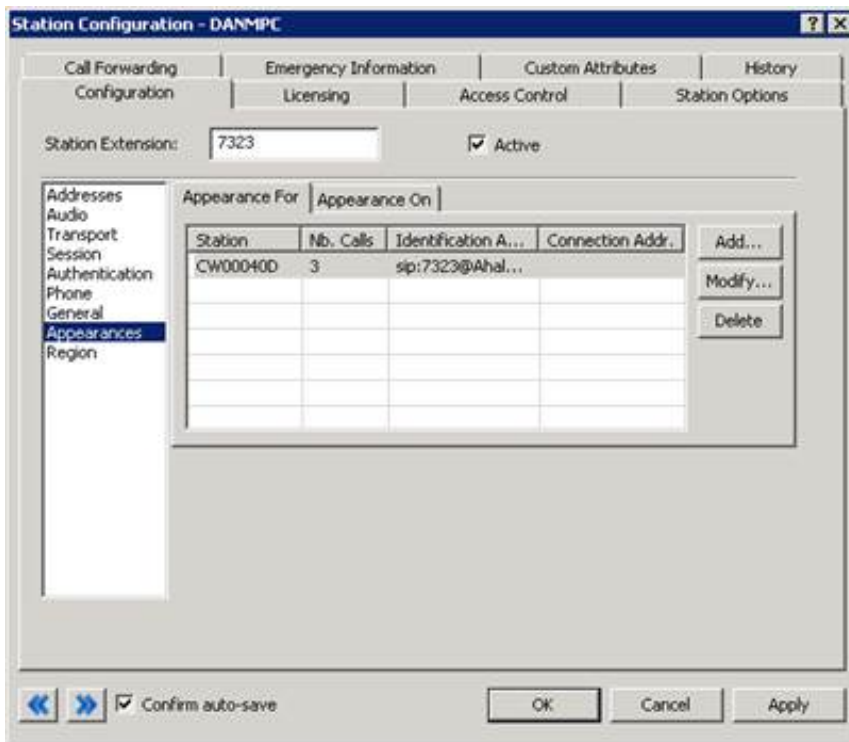 Station Configuration - DANMPC
Call Forwarding Emergency Information Custom Attributes History
Configuration Licensing Access Control Station Options
Station Extension: 7323 Active
Addresses
Audio
Transport
Session
Authentication
Phone
General
Appearances
Region
Appearance For Appearance On
Station Nb. Calls Identification A... Connection Addr.
CW00040D 3 sip:7323@Ahal...
Add...
Modify...
Delete
Confirm auto-save OK Cancel Apply